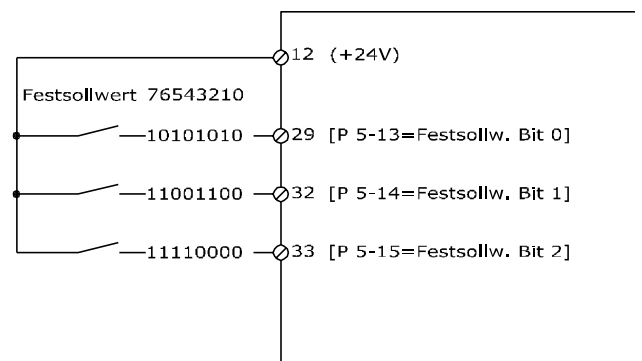 12 (+24V)
Festsollwert 76543210
10101010 29 [P 5-13=Festsollw. Bit 0]
11001100 32 [P 5-14=Festsollw. Bit 1]
11110000 33 [P 5-15=Festsollw. Bit 2]